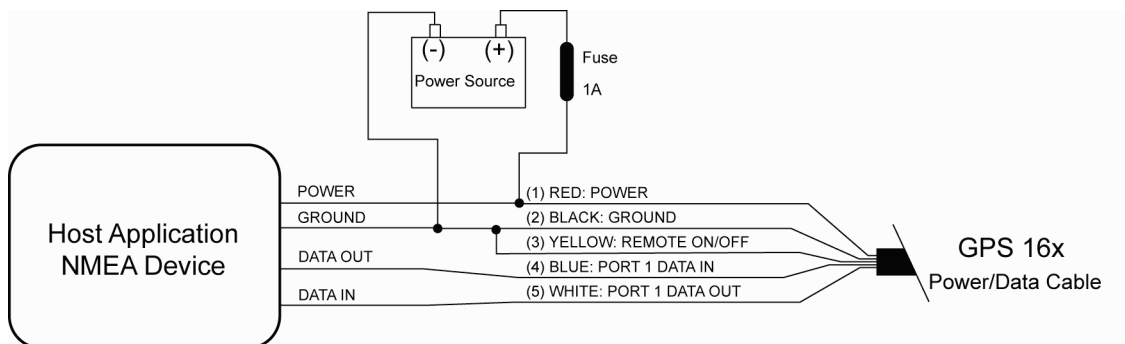 (-) (+)
Power Source
Fuse
1A
Host Application
NMEA Device
POWER
GROUND
DATA OUT
DATA IN
(1) RED: POWER
(2) BLACK: GROUND
(3) YELLOW: REMOTE ON/OFF
(4) BLUE: PORT 1 DATA IN
(5) WHITE: PORT 1 DATA OUT
GPS 16x
Power/Data Cable